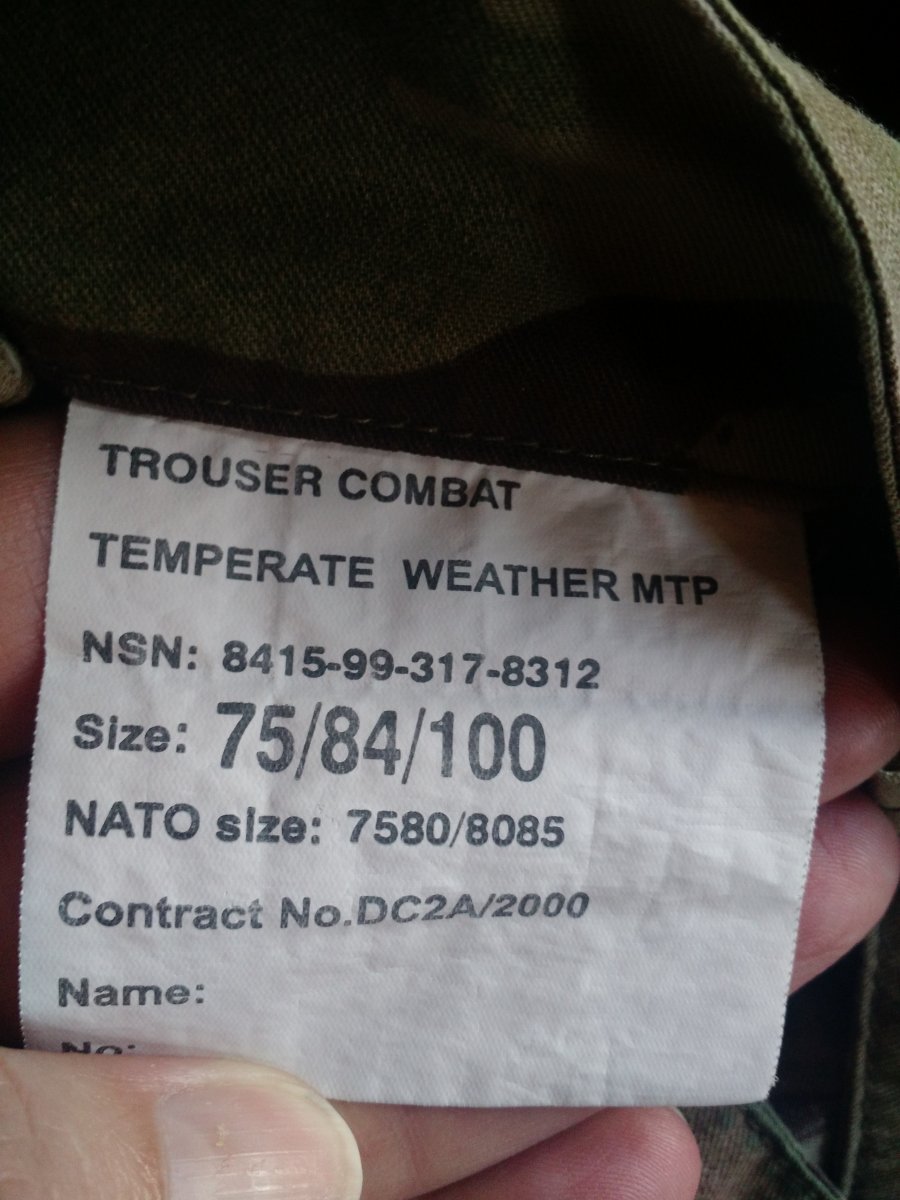 TROUSER COMBAT
TEMPERATE WEATHER MTP
NSN: 8415-99-317-8312
Size: 75/84/100
NATO size: 7580/8085
Contract No.DC2A/2000
Name:
No: